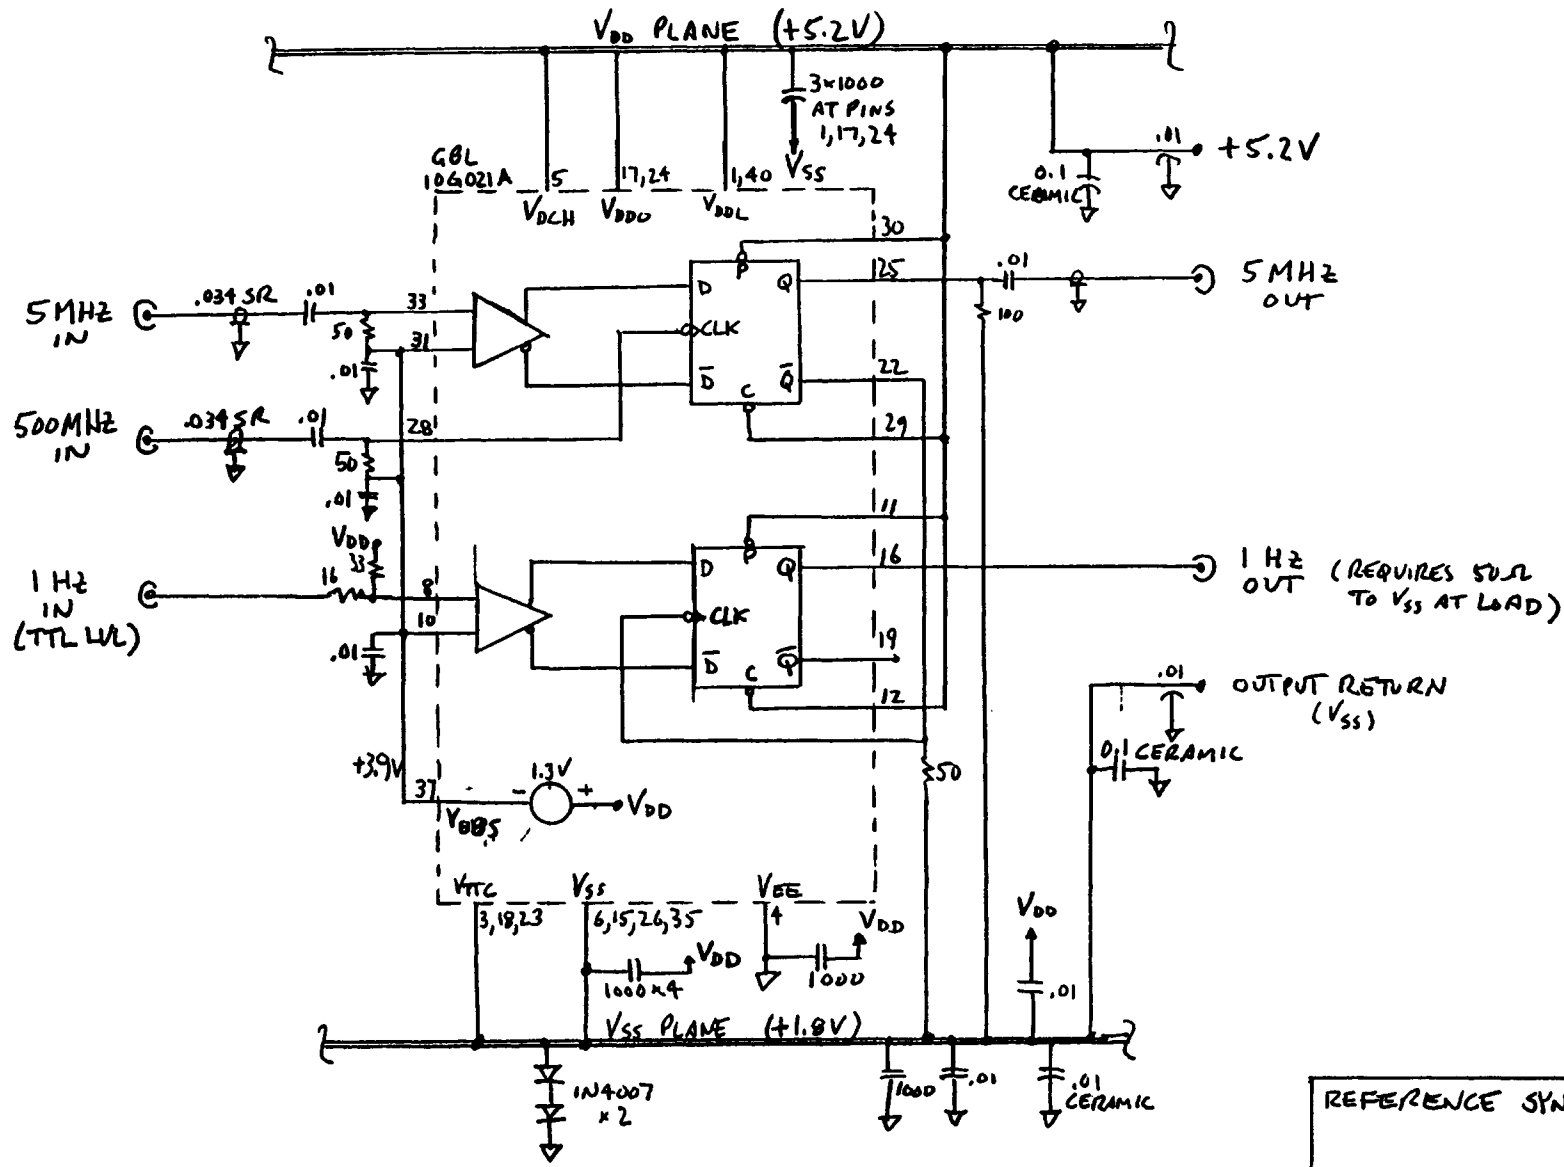 VDD PLANE (+5.2V)
3×1000
AT PINS
1,17,24
VSS
.01
+5.2V
0.1
CERAMIC
GBL
10G021A
5
17,24
1,40
VDCH
VDDO
VDDL
30
P
25
.01
5 MHZ
OUT
100
D
Q
CLK
D̅
C
Q̅
22
29
5 MHZ
IN
.034 SR
.01
33
50
31
.01
500 MHZ
IN
.034 SR
.01
28
50
.01
VDD
33
16
1 HZ
IN
(TTL LVL)
8
10
.01
11
P
16
D
Q
CLK
D̅
C
Q̅
19
12
1 HZ
OUT
(REQUIRES 50Ω
TO VSS AT LOAD)
.01
OUTPUT RETURN
(VSS)
0.1 CERAMIC
50
+3.9V
37
1.3V
-
+
VDD
VTTC
VSS
VEE
3,18,23
6,15,26,35
4
VDD
1000×4
VDD
1000
VDD
.01
VSS PLANE (+1.8V)
1N4007
×2
1000
.01
.01
CERAMIC
REFERENCE SYN